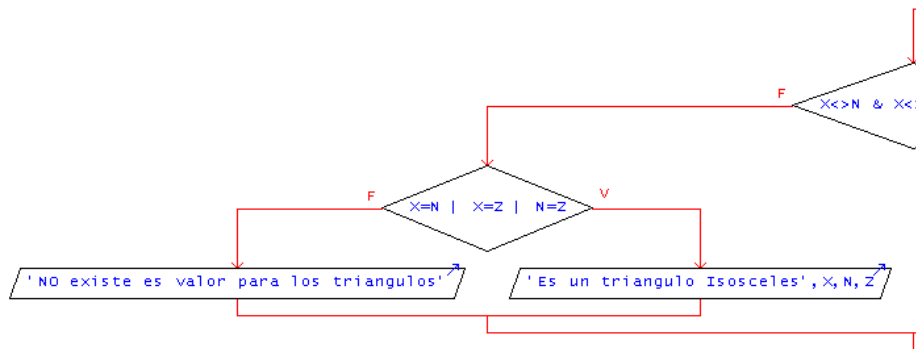 F
X<>N & X<
F
X=N | X=Z | N=Z
V
'NO existe es valor para los triangulos'
'Es un triangulo Isosceles',X,N,Z